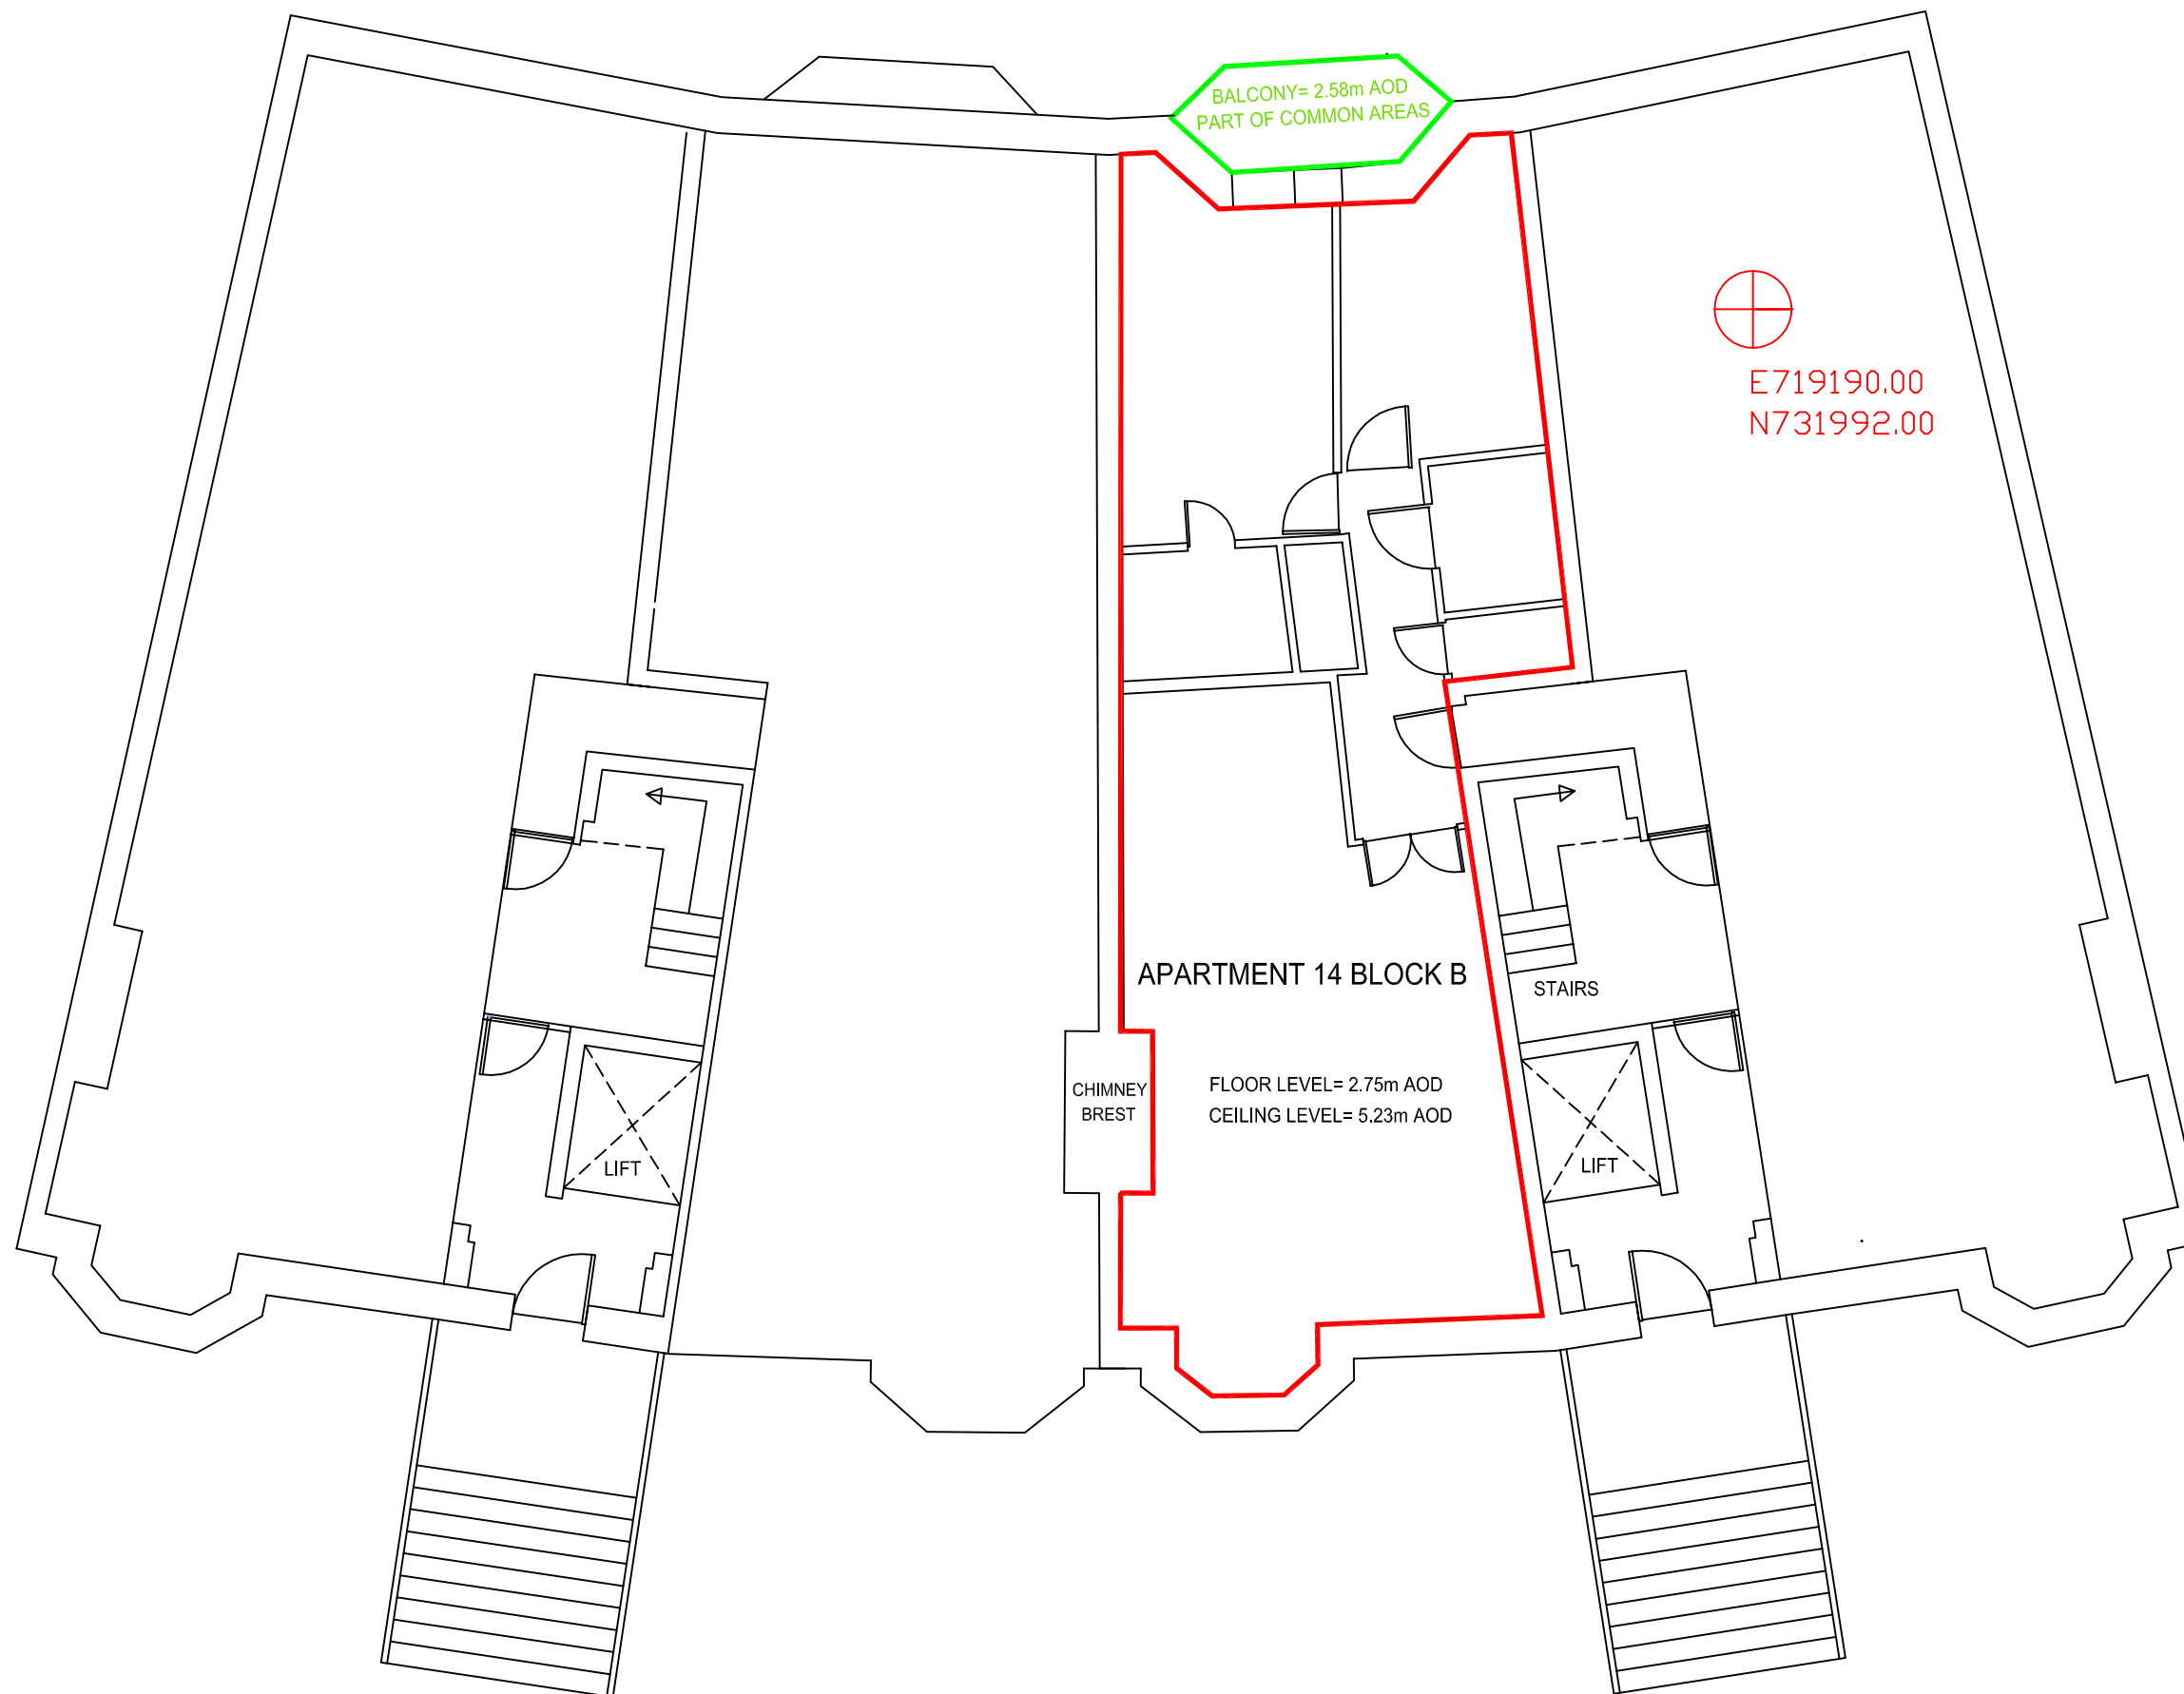 BALCONY= 2.58m AOD
PART OF COMMON AREAS
E719190.00
N731992.00
APARTMENT 14 BLOCK B
STAIRS
CHIMNEY
BREST
FLOOR LEVEL= 2.75m AOD
CEILING LEVEL= 5.23m AOD
LIFT
LIFT